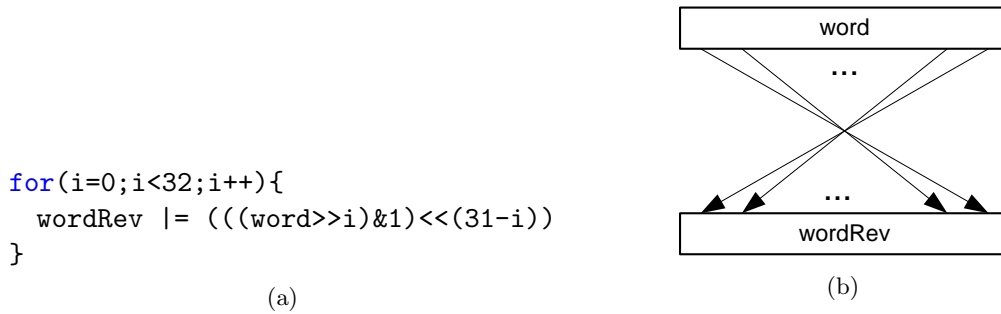 for(i=0;i<32;i++){
  wordRev |= (((word>>i)&1)<<(31-i))
}
(a)
word
...
...
wordRev
(b)